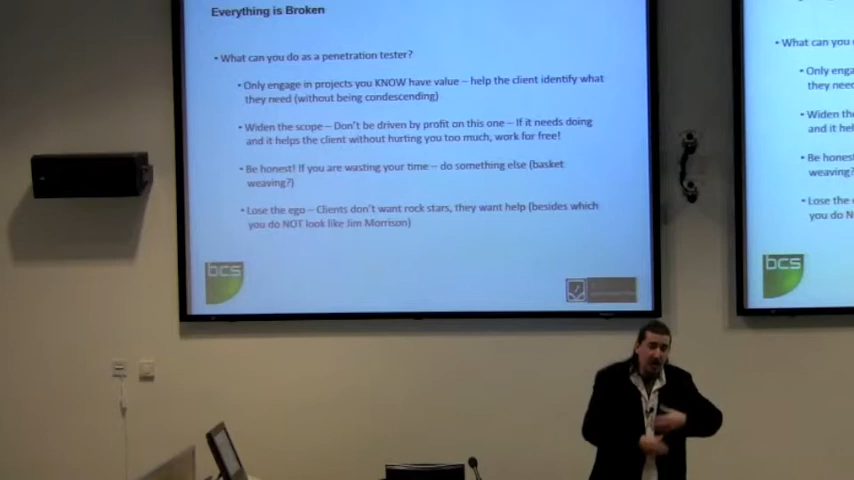 Everything is Broken
• What can you do as a penetration tester?
• Only engage in projects you KNOW have value – help the client identify what
they need (without being condescending)
• Widen the scope – Don't be driven by profit on this one – If it needs doing
and it helps the client without hurting you too much, work for free!
• Be honest! If you are wasting your time – do something else (basket
weaving?)
• Lose the ego – Clients don't want rock stars, they want help (besides which
you do NOT look like Jim Morrison)
bcs
• What can you
• Only enga
they need
• Widen the
and it help
• Be honest
weaving?
• Lose the
you do N
bcs